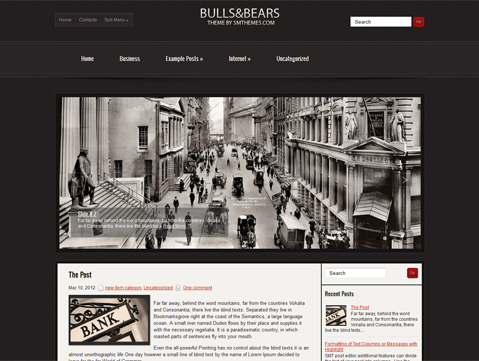 Home Contacts Sub Menu »
BULLS&BEARS
THEME BY SMTHEMES.COM
Search Go
Home Business Example Posts » Internet » Uncategorized
Slide # 2
Far far away, behind the word mountains, far from the countries Vokalia
and Consonantia, there live the blind te Read more
The Post
May 10, 2012 new item category, Uncategorized One comment
BANK
Far far away, behind the word mountains, far from the countries Vokalia
and Consonantia, there live the blind texts. Separated they live in
Bookmarksgrove right at the coast of the Semantics, a large language
ocean. A small river named Duden flows by their place and supplies it
with the necessary regelialia. It is a paradisematic country, in which
roasted parts of sentences fly into your mouth.
Even the all-powerful Pointing has no control about the blind texts it is an
almost unorthographic life One day however a small line of blind text by the name of Lorem Ipsum decided to
Search Go
Recent Posts
The Post
Far far away, behind the word
mountains, far from the countries
Vokalia and Consonantia, there live the
blind texts...
Formatting of Text Columns or Messages with
Highlight
SMT post editor additional features can divide